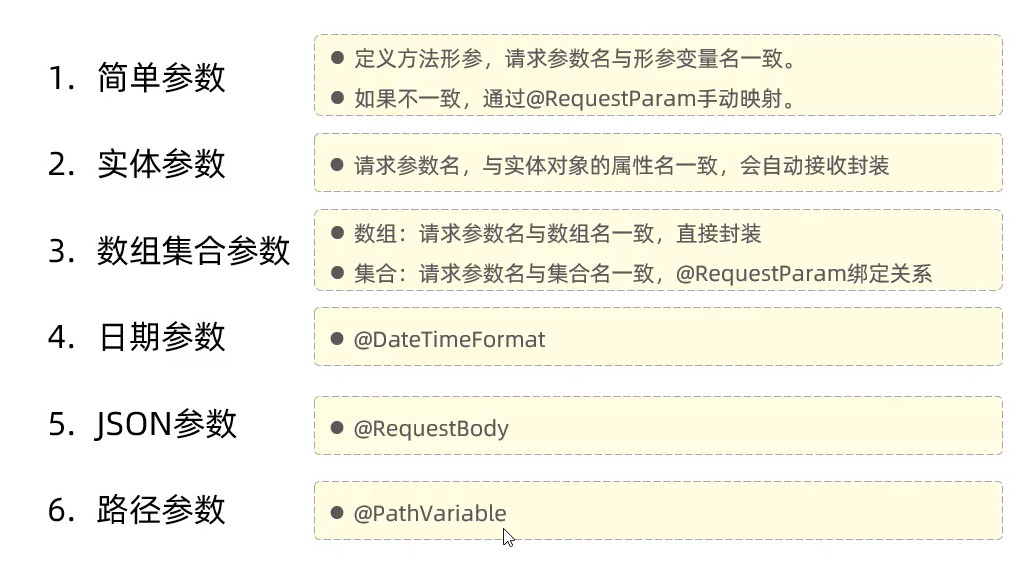 1. 简单参数
● 定义方法形参，请求参数名与形参变量名一致。
● 如果不一致，通过@RequestParam手动映射。
2. 实体参数
● 请求参数名，与实体对象的属性名一致，会自动接收封装
3. 数组集合参数
● 数组：请求参数名与数组名一致，直接封装
● 集合：请求参数名与集合名一致，@RequestParam绑定关系
4. 日期参数
● @DateTimeFormat
5. JSON参数
● @RequestBody
6. 路径参数
● @PathVariable